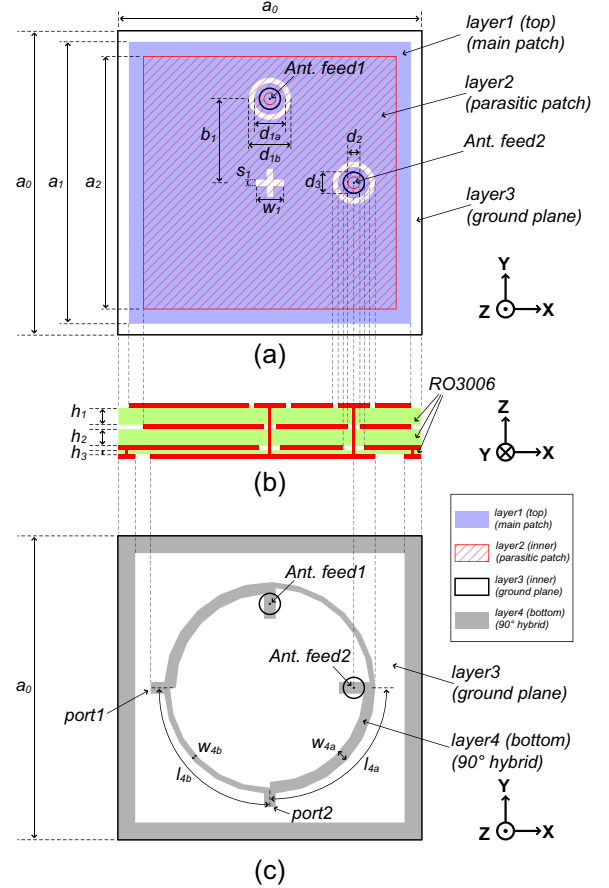 a0
layer1 (top)
(main patch)
Ant. feed1
layer2
(parasitic patch)
b1
d1a
d1b
d2
Ant. feed2
a0
a1
a2
s1
w1
d3
layer3
(ground plane)
Y
Z
X
(a)
RO3006
h1
h2
h3
Z
Y
X
(b)
layer1 (top)
(main patch)
layer2 (inner)
(parasitic patch)
layer3 (inner)
(ground plane)
layer4 (bottom)
(90° hybrid)
Ant. feed1
Ant. feed2
a0
layer3
(ground plane)
port1
w4b
w4a
l4b
l4a
layer4 (bottom)
(90° hybrid)
port2
Y
Z
X
(c)